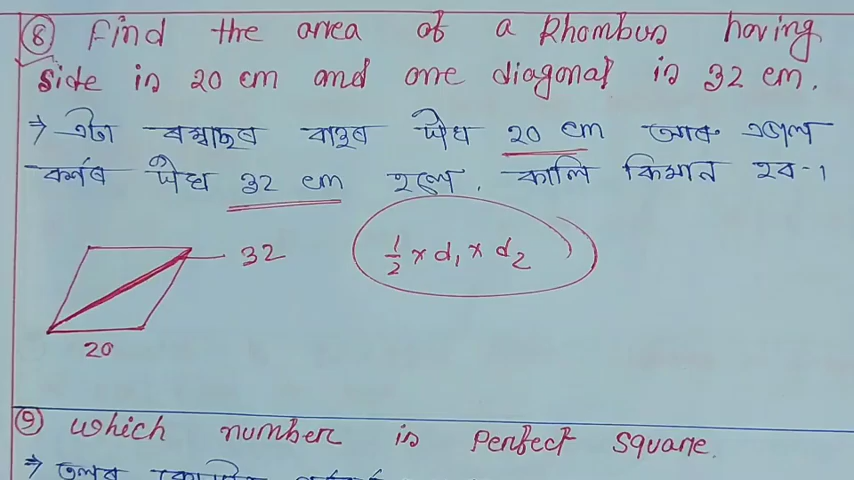 ⑧ Find the area of a Rhombus having
side is 20 cm and one diagonal is 32 cm.
⇒ এটা ৰম্বাছৰ বাহুৰ দৈৰ্ঘ 20 cm আৰু এডাল
কৰ্ণৰ দৈৰ্ঘ 32 cm হলে, কালি কিমান হব-।
32
1/2 × d₁ × d₂
20
⑨ which number is perfect square.
⇒ তলৰ